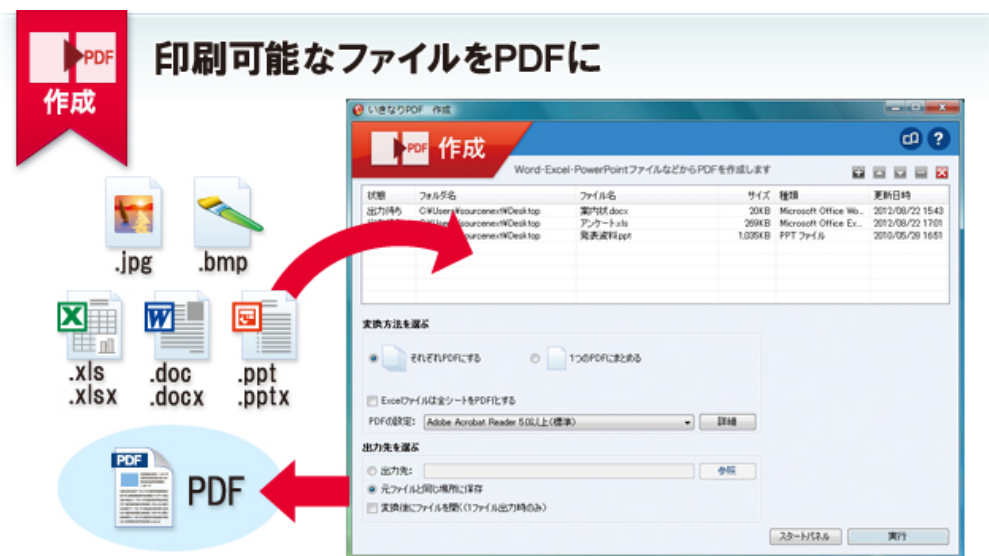 PDF
作成
印刷可能なファイルをPDFに
いきなりPDF 作成
PDF 作成
?
Word・Excel・PowerPointファイルなどからPDFを作成します
状態 フォルダ名 ファイル名 サイズ 種類 更新日時
出力待ち C:¥Users¥sourcenext¥Desktop 案内状.docx 20KB Microsoft Office Wo... 2012/08/22 15:43
¥Users¥sourcenext¥Desktop アンケート.xls 269KB Microsoft Office Ex... 2012/08/22 17:01
sourcenext¥Desktop 発表資料.ppt 1,035KB PPT ファイル 2010/05/28 16:51
.jpg .bmp
X W
.xls .doc .ppt
.xlsx .docx .pptx
変換方法を選ぶ
それぞれPDFにする 1つのPDFにまとめる
Excelファイルは全シートをPDF化する
PDFの設定: Adobe Acrobat Reader 5.0以上(標準) 詳細
出力先を選ぶ
出力先: 参照
元ファイルと同じ場所に保存
変換後にファイルを開く(1ファイル出力時のみ)
スタートパネル 実行
PDF
PDF